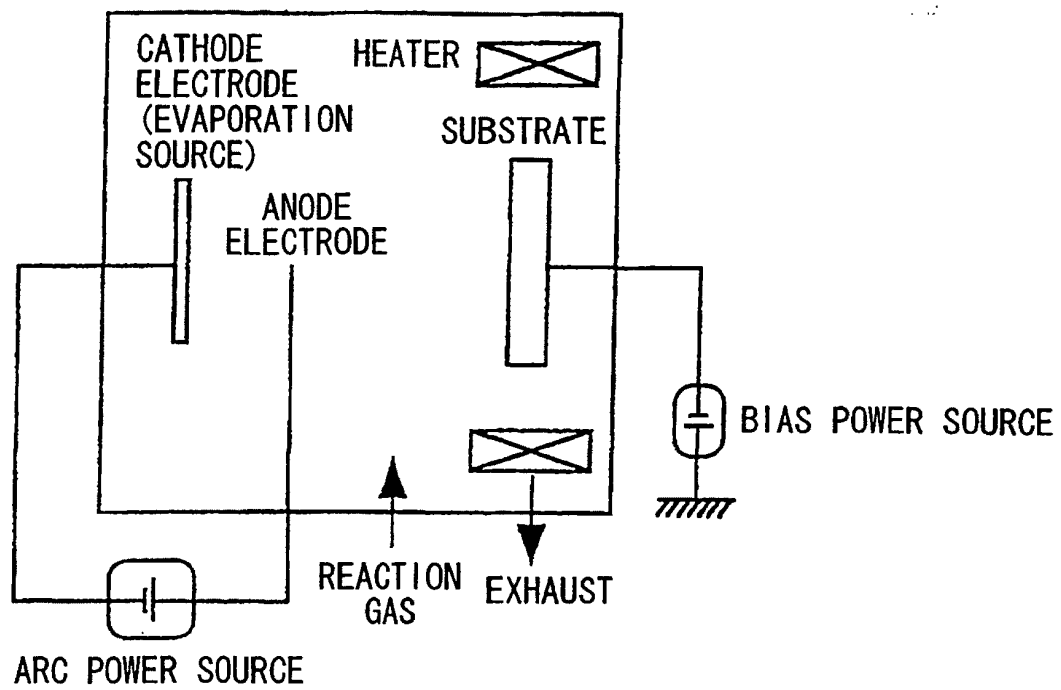 CATHODE
ELECTRODE
(EVAPORATION
SOURCE)
HEATER
SUBSTRATE
ANODE
ELECTRODE
BIAS POWER SOURCE
REACTION
GAS
EXHAUST
ARC POWER SOURCE